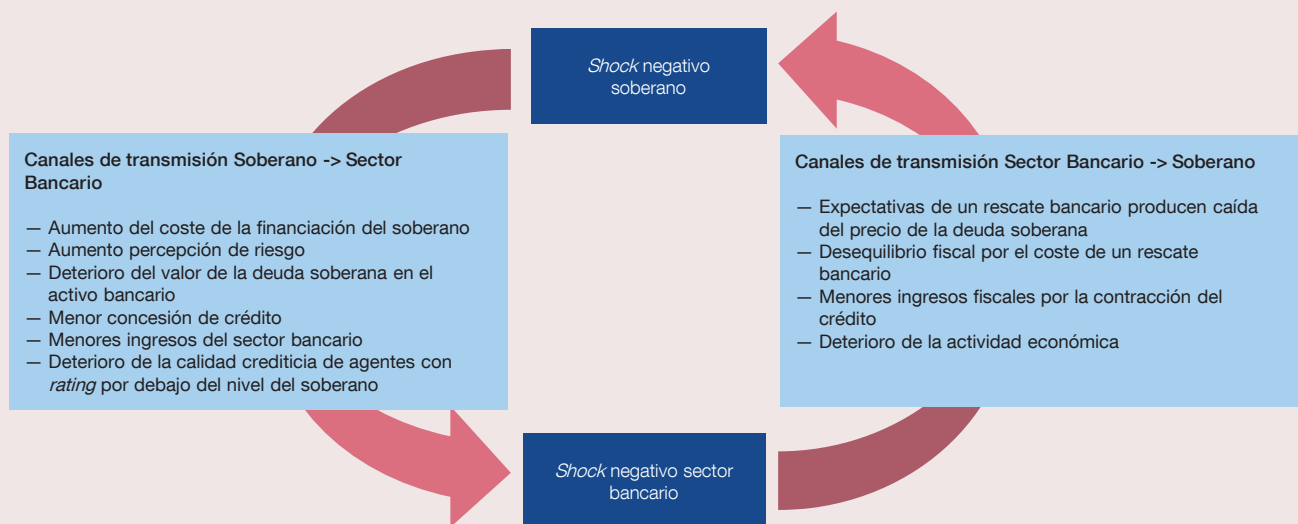 Shock negativo
soberano
Canales de transmisión Soberano -> Sector
Bancario
— Aumento del coste de la financiación del soberano
— Aumento percepción de riesgo
— Deterioro del valor de la deuda soberana en el
activo bancario
— Menor concesión de crédito
— Menores ingresos del sector bancario
— Deterioro de la calidad crediticia de agentes con
rating por debajo del nivel del soberano
Canales de transmisión Sector Bancario -> Soberano
— Expectativas de un rescate bancario producen caída
del precio de la deuda soberana
— Desequilibrio fiscal por el coste de un rescate
bancario
— Menores ingresos fiscales por la contracción del
crédito
— Deterioro de la actividad económica
Shock negativo sector
bancario